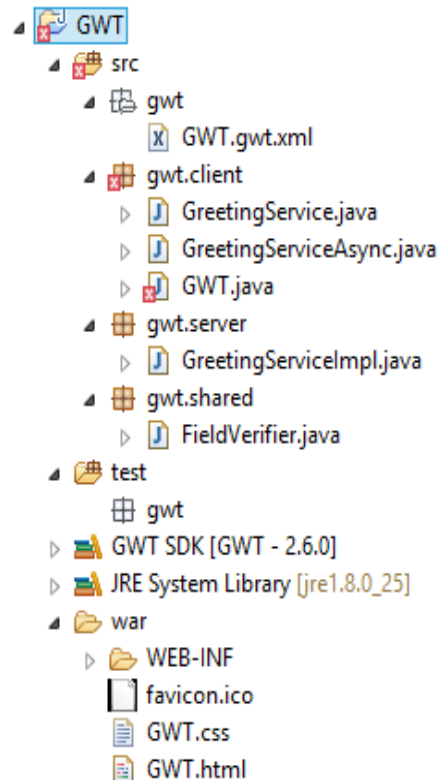 GWT
src
gwt
GWT.gwt.xml
gwt.client
GreetingService.java
GreetingServiceAsync.java
GWT.java
gwt.server
GreetingServiceImpl.java
gwt.shared
FieldVerifier.java
test
gwt
GWT SDK [GWT - 2.6.0]
JRE System Library [jre1.8.0_25]
war
WEB-INF
favicon.ico
GWT.css
GWT.html